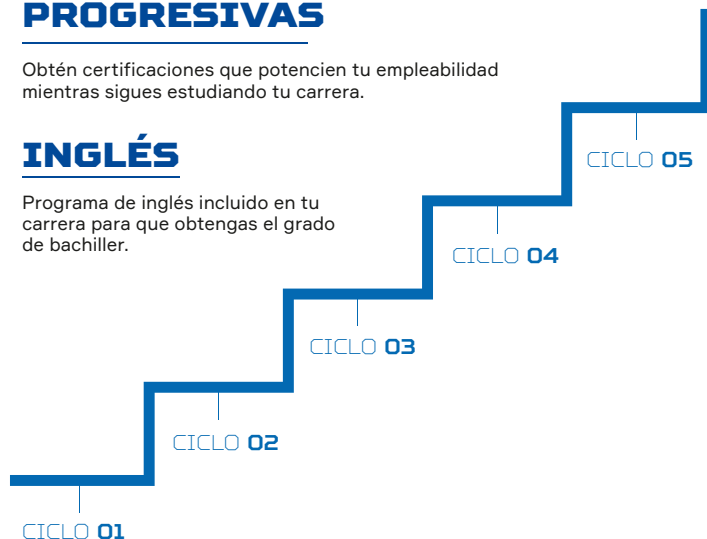 PROGRESIVAS
Obtén certificaciones que potencien tu empleabilidad
mientras sigues estudiando tu carrera.
INGLÉS
Programa de inglés incluido en tu
carrera para que obtengas el grado
de bachiller.
CICLO 05
CICLO 04
CICLO 03
CICLO 02
CICLO 01